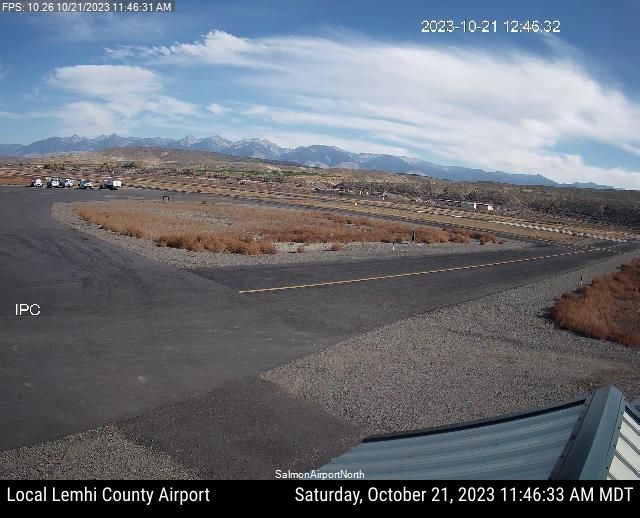 FPS: 10.26 10/21/2023 11:46:31 AM
2023-10-21 12:46:32
IPC
SalmonAirportNorth
Local Lemhi County Airport
Saturday, October 21, 2023 11:46:33 AM MDT